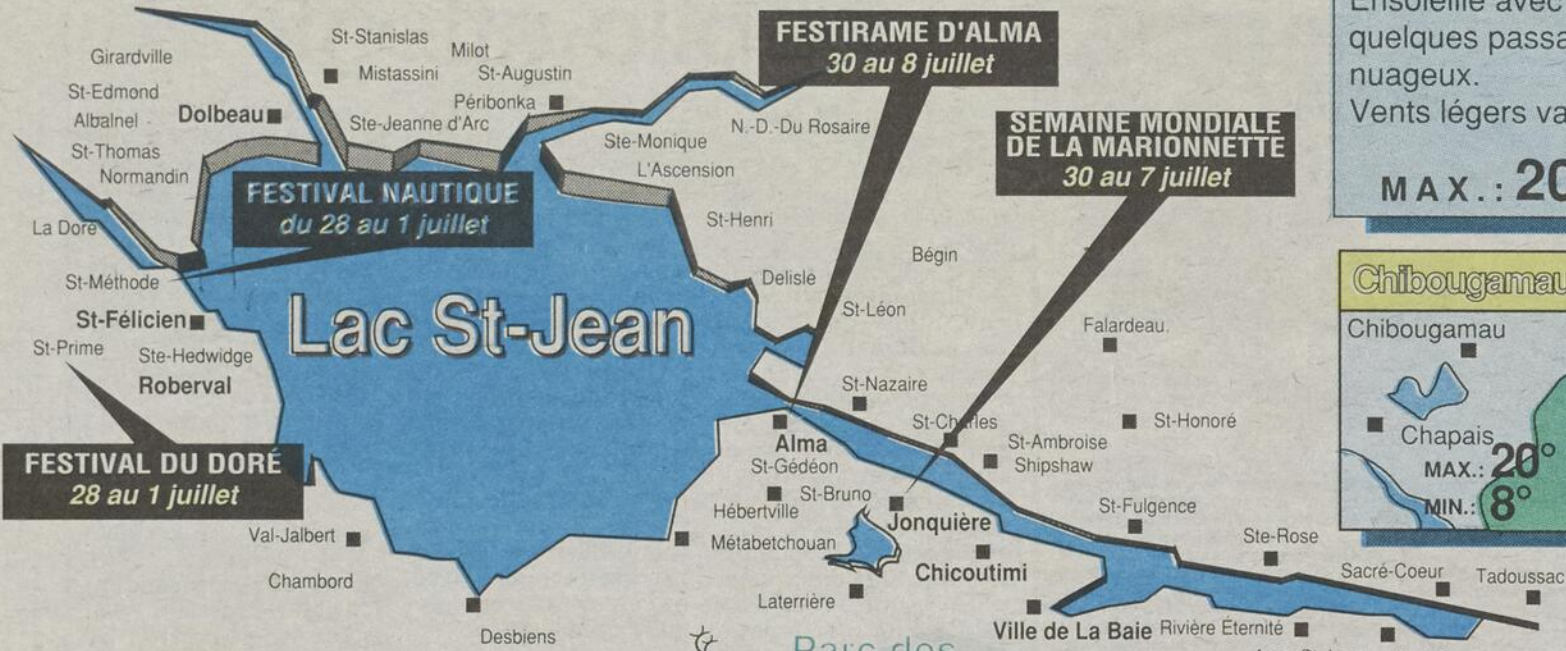 Ensoleillé avec
quelques
nuageux.
Vents légers
MAX.: 20
FESTIRAME D'ALMA
30 au 8 juillet
SEMAINE MONDIALE
DE LA MARIONNETTE
30 au 7 juillet
FESTIVAL NAUTIQUE
du 28 au 1 juillet
FESTIVAL DU DORÉ
28 au 1 juillet
Lac St-Jean
Girardville
St-Stanislas
Milot
Mistassini
St-Augustin
St-Edmond
Péribonka
Albalnel
Dolbeau
Ste-Jeanne d'Arc
N.-D.-Du Rosaire
St-Thomas
Ste-Monique
Normandin
L'Ascension
La Doré
St-Henri
Bégin
St-Méthode
Delisle
St-Félicien
St-Léon
Falardeau
St-Prime
Ste-Hedwidge
Roberval
St-Nazaire
St-Charles
St-Honoré
Alma
St-Ambroise
St-Gédéon
Shipshaw
St-Bruno
Hébertville
Jonquière
St-Fulgence
Val-Jalbert
Métabetchouan
Ste-Rose
Chambord
Chicoutimi
Sacré-Coeur
Tadoussac
Laterrière
Desbiens
Ville de La Baie
Rivière Éternité
Parc des
Chibougamau
Chibougamau
Chapais
MAX.: 20°
MIN.: 8°